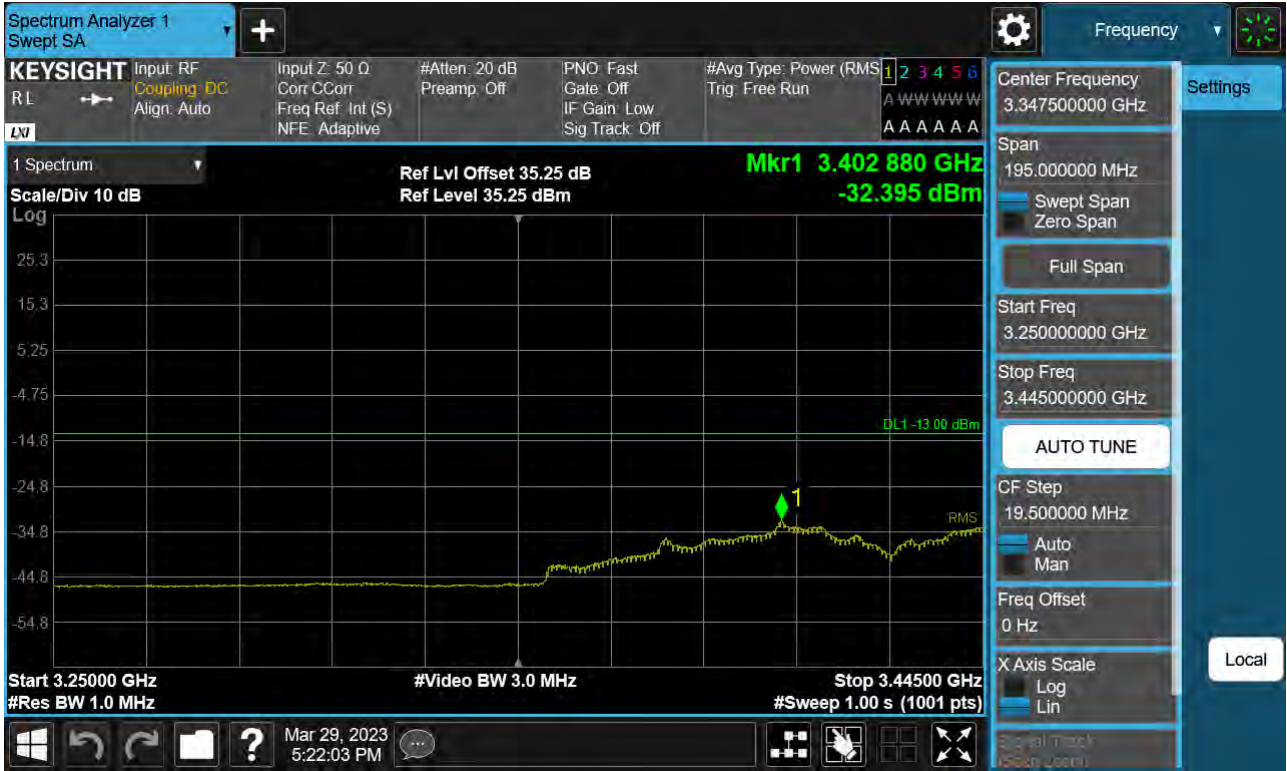 Spectrum Analyzer 1
Swept SA
+
Frequency
KEYSIGHT
RL
LXI
Input: RF
Coupling: DC
Align: Auto
Input Z: 50 Ω
Corr CCorr
Freq Ref: Int (S)
NFE: Adaptive
#Atten: 20 dB
Preamp: Off
PNO: Fast
Gate: Off
IF Gain: Low
Sig Track: Off
#Avg Type: Power (RMS
Trig: Free Run
1 2 3 4 5 6
A W W W W W
A A A A A A
1 Spectrum
Scale/Div 10 dB
Log
Ref Lvl Offset 35.25 dB
Ref Level 35.25 dBm
Mkr1 3.402 880 GHz
-32.395 dBm
25.3
15.3
5.25
-4.75
-14.8
-24.8
-34.8
-44.8
-54.8
DL1 -13.00 dBm
1
RMS
Start 3.25000 GHz
#Res BW 1.0 MHz
#Video BW 3.0 MHz
Stop 3.44500 GHz
#Sweep 1.00 s (1001 pts)
Center Frequency
3.347500000 GHz
Span
195.000000 MHz
Swept Span
Zero Span
Full Span
Start Freq
3.250000000 GHz
Stop Freq
3.445000000 GHz
AUTO TUNE
CF Step
19.500000 MHz
Auto
Man
Freq Offset
0 Hz
X Axis Scale
Log
Lin
Signal Track
(Span Zoom)
Settings
Local
?
Mar 29, 2023
5:22:03 PM